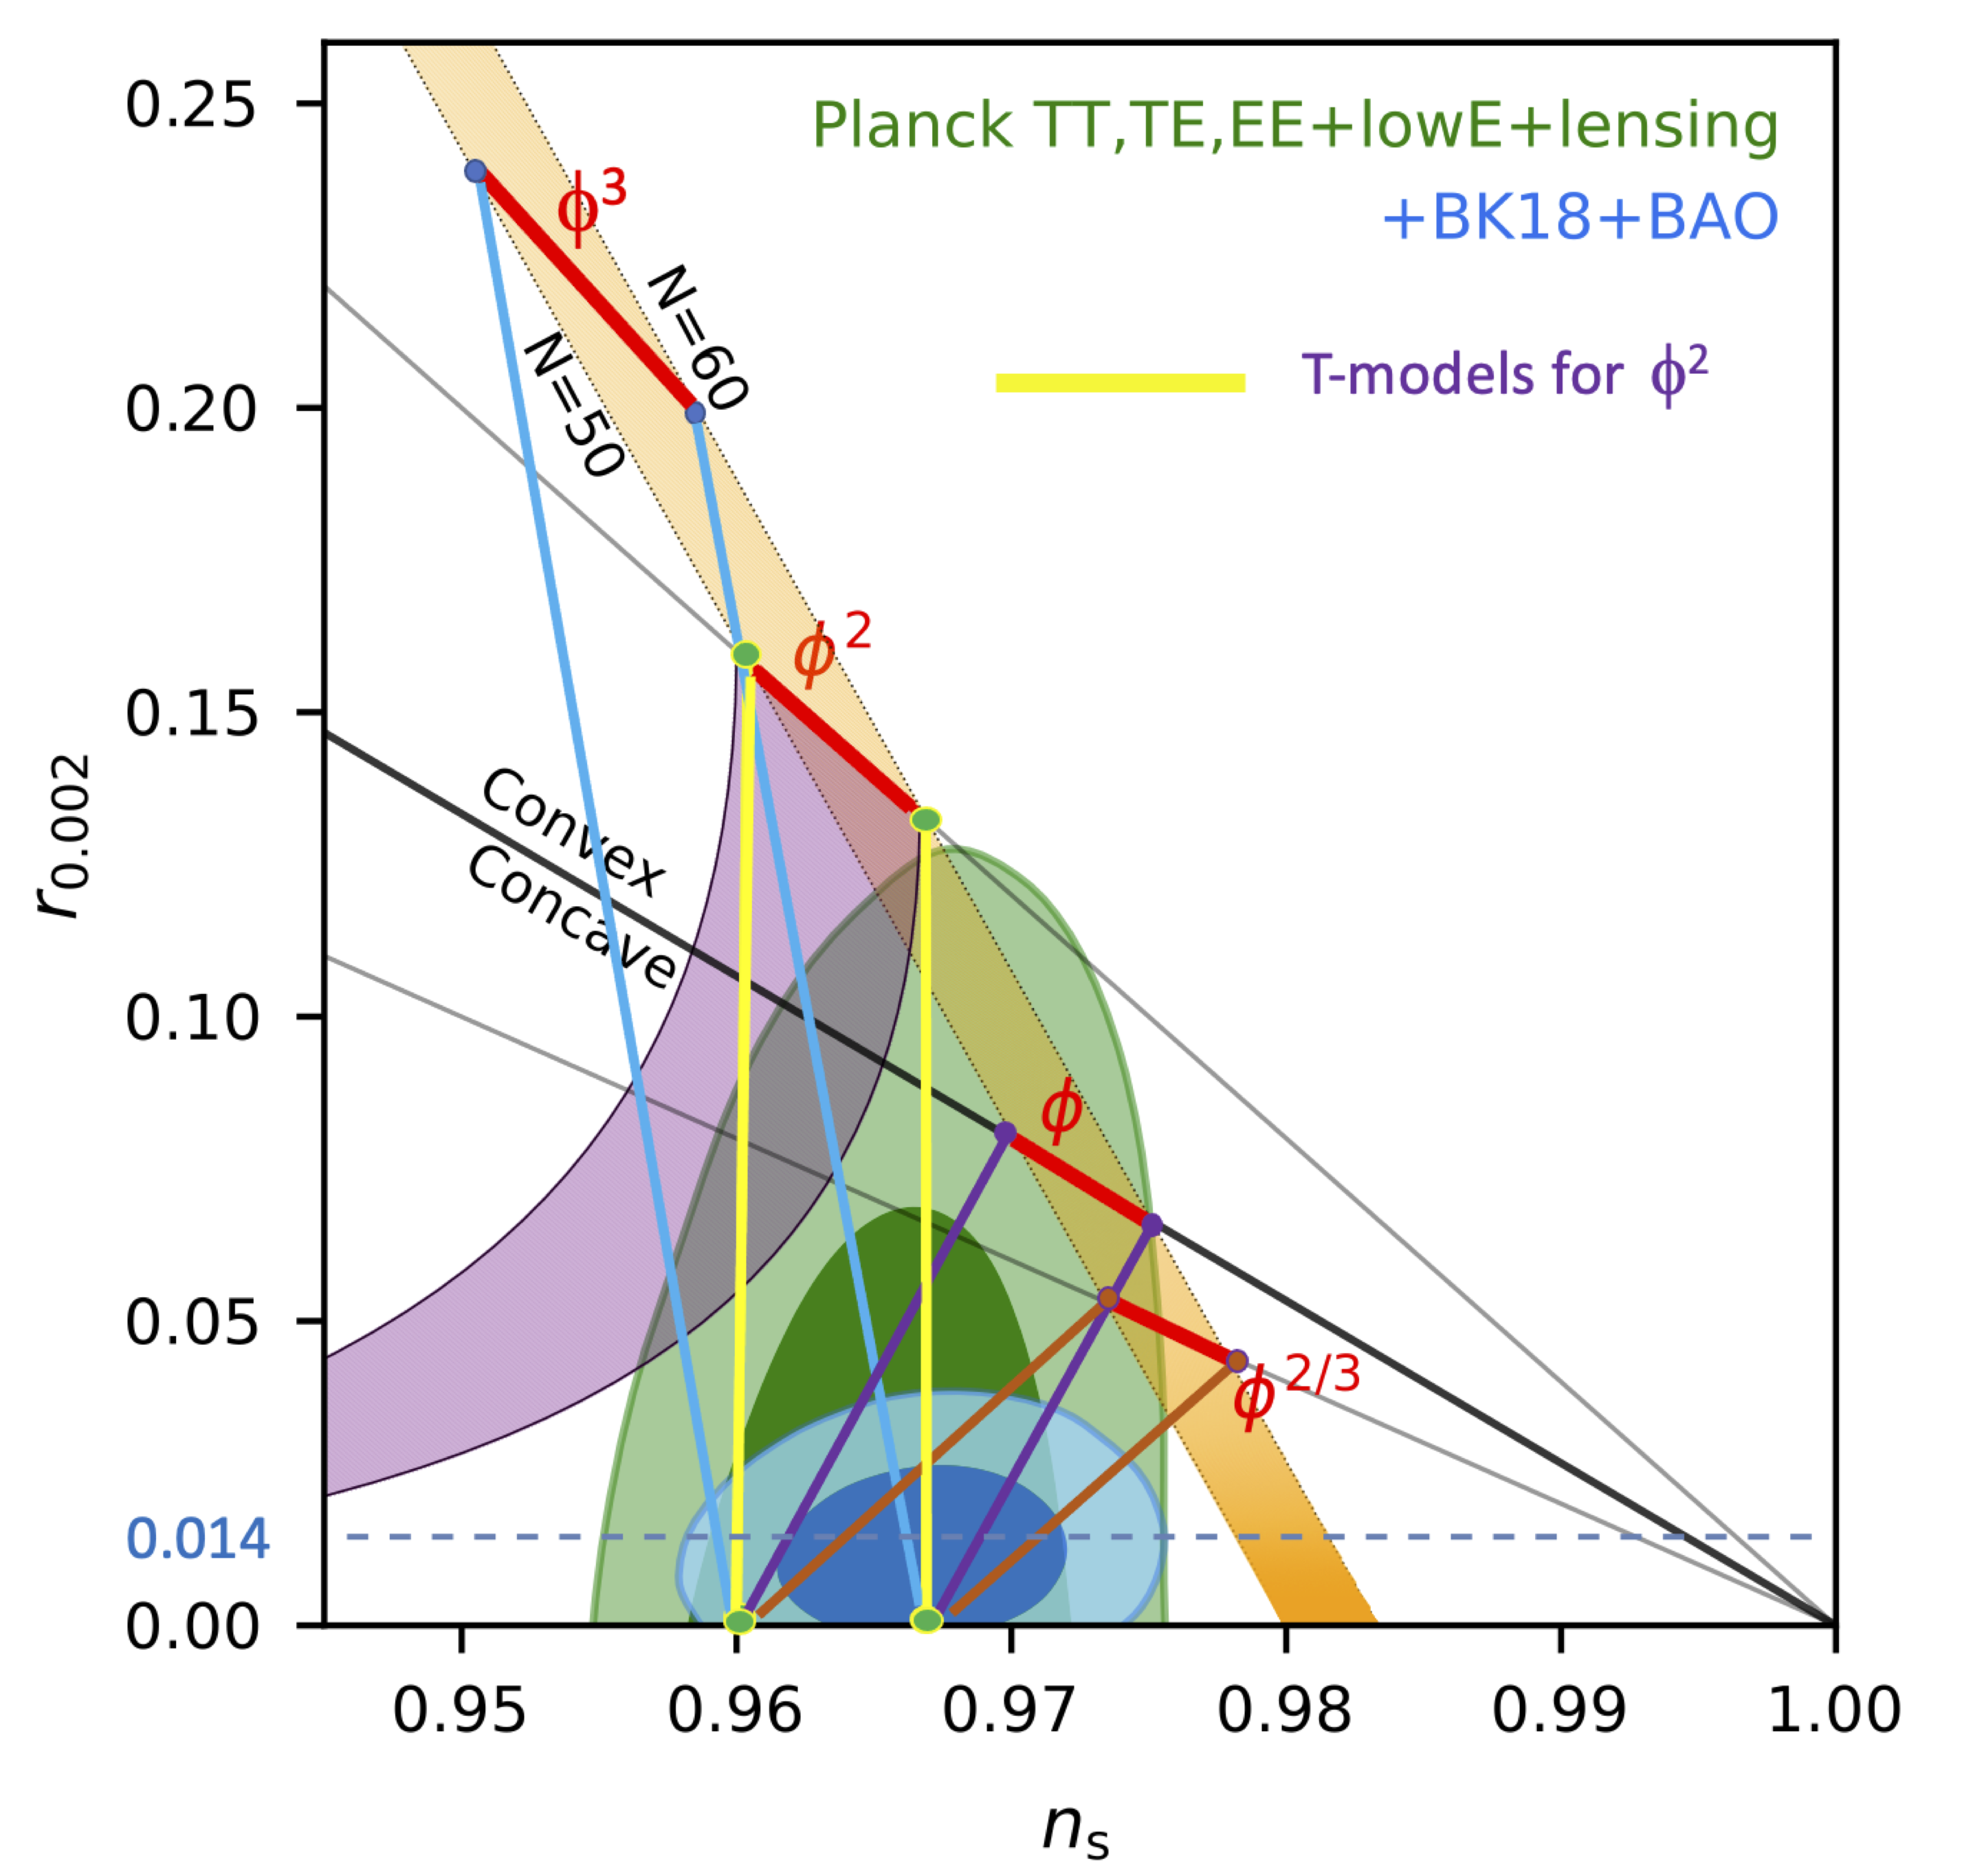 0.25
0.20
0.15
0.10
0.05
0.014
0.00
r0.002
Planck TT,TE,EE+lowE+lensing
+BK18+BAO
T-models for ϕ²
ϕ³
N=60
N=50
ϕ²
Convex
Concave
ϕ
ϕ²/³
0.95 0.96 0.97 0.98 0.99 1.00
ns